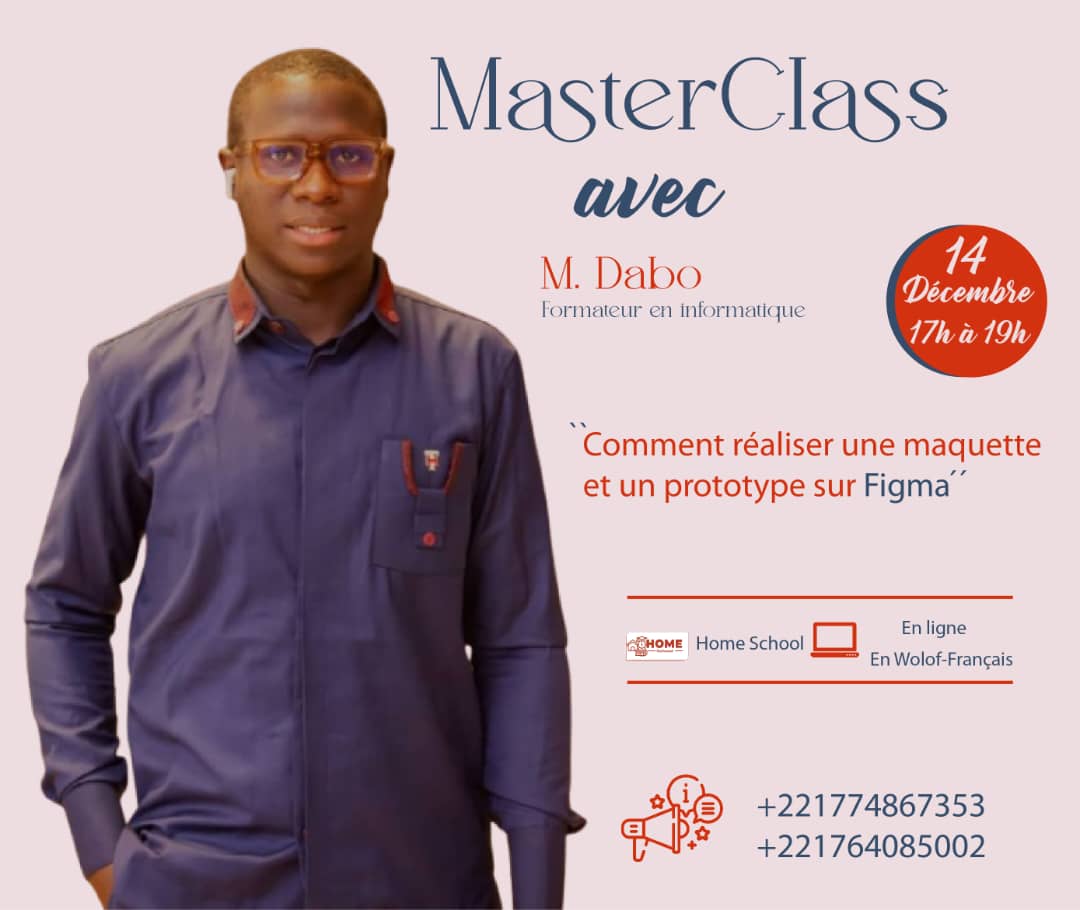 MasterClass
avec
M. Dabo
Formateur en informatique
14
Décembre
17h à 19h
``Comment réaliser une maquette
et un prototype sur Figma´´
HOME
Home School
En ligne
En Wolof-Français
+221774867353
+221764085002